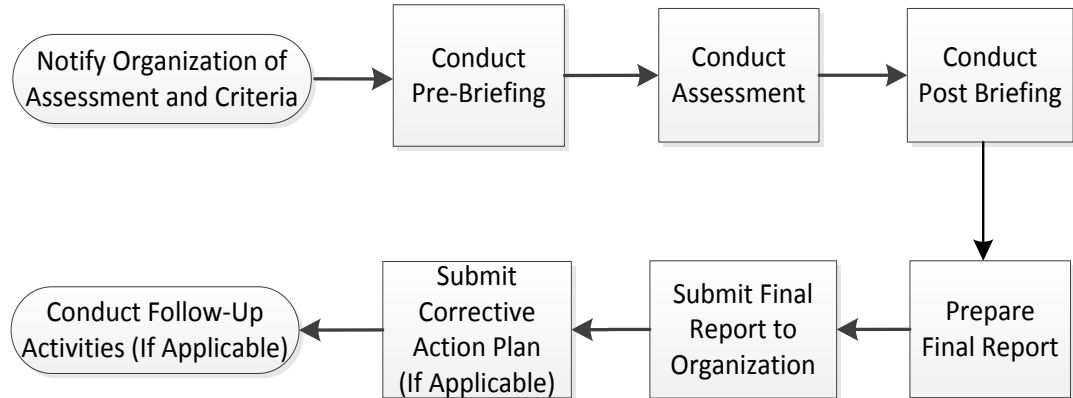 Notify Organization of
Assessment and Criteria
Conduct
Pre-Briefing
Conduct
Assessment
Conduct
Post Briefing
Prepare
Final Report
Submit Final
Report to
Organization
Submit
Corrective
Action Plan
(If Applicable)
Conduct Follow-Up
Activities (If Applicable)